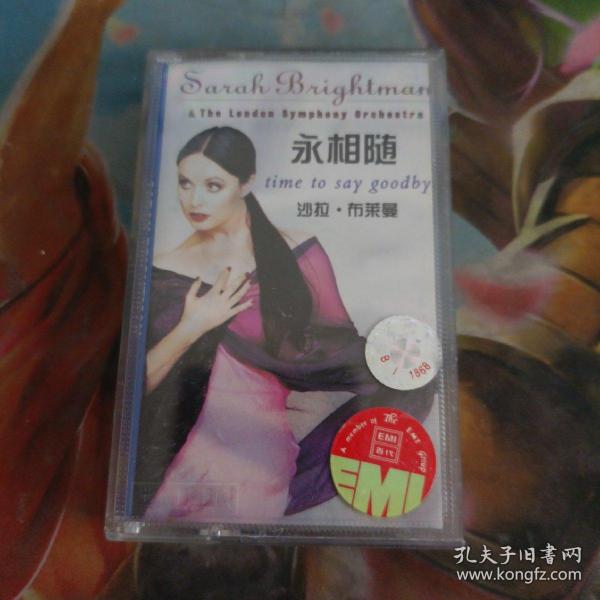 Sarah Brightman
& The London Symphony Orchestra
永相随
time to say goodby
沙拉·布莱曼
8-1868
A member of The EMI Group
EMI
百代
EMI
孔夫子旧书网
www.kongfz.com